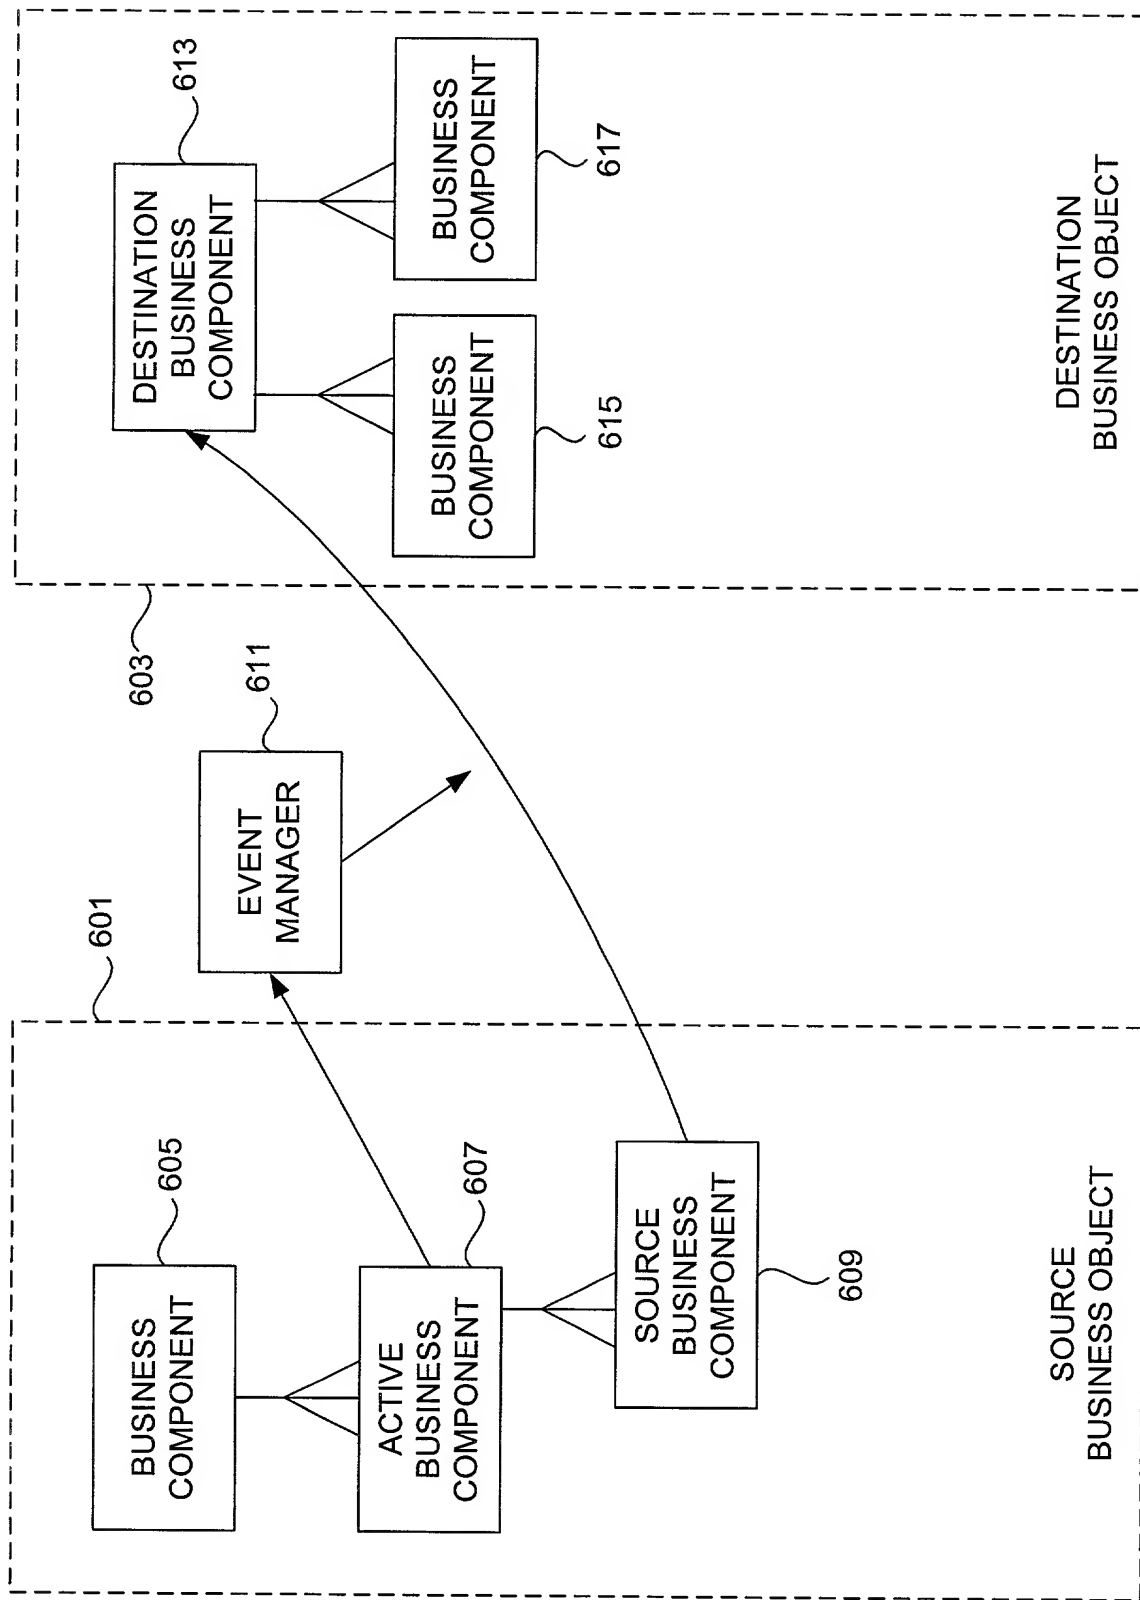 601
603
BUSINESS
COMPONENT
605
ACTIVE
BUSINESS
COMPONENT
607
SOURCE
BUSINESS
COMPONENT
609
SOURCE
BUSINESS OBJECT
EVENT
MANAGER
611
DESTINATION
BUSINESS
COMPONENT
613
BUSINESS
COMPONENT
615
BUSINESS
COMPONENT
617
DESTINATION
BUSINESS OBJECT